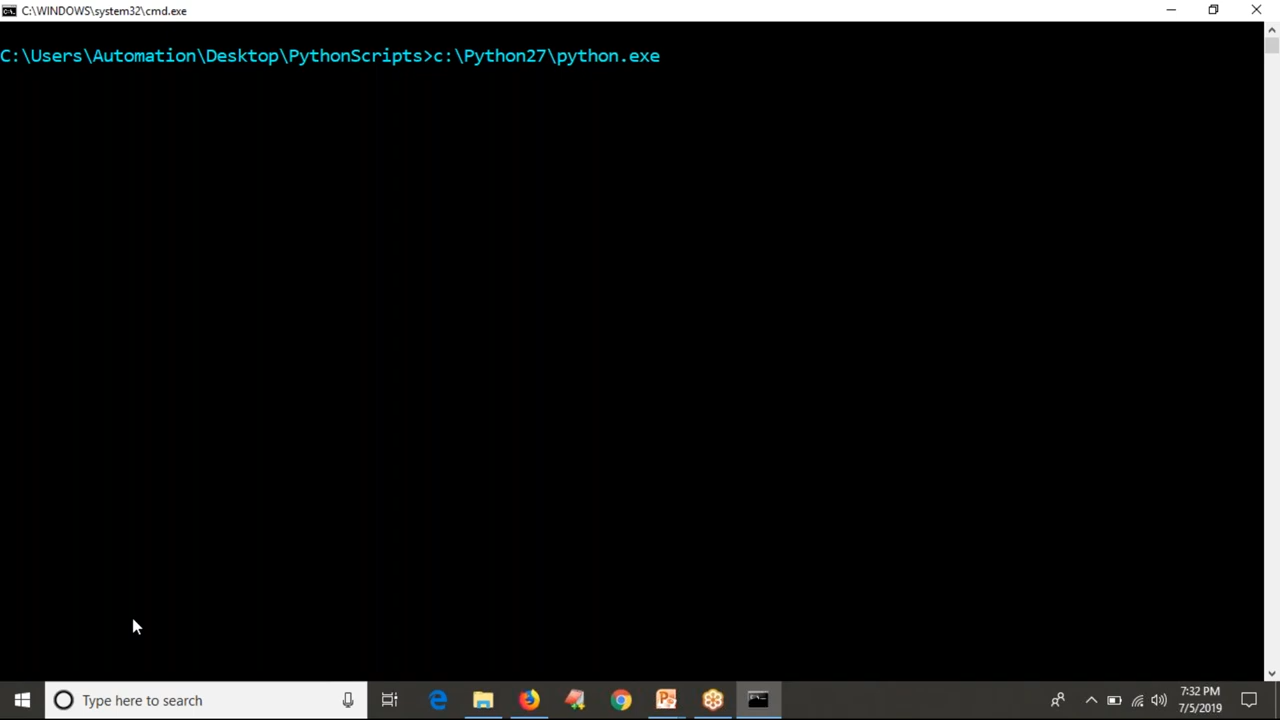 C:\WINDOWS\system32\cmd.exe
C:\Users\Automation\Desktop\PythonScripts>c:\Python27\python.exe
Type here to search
7:32 PM
7/5/2019